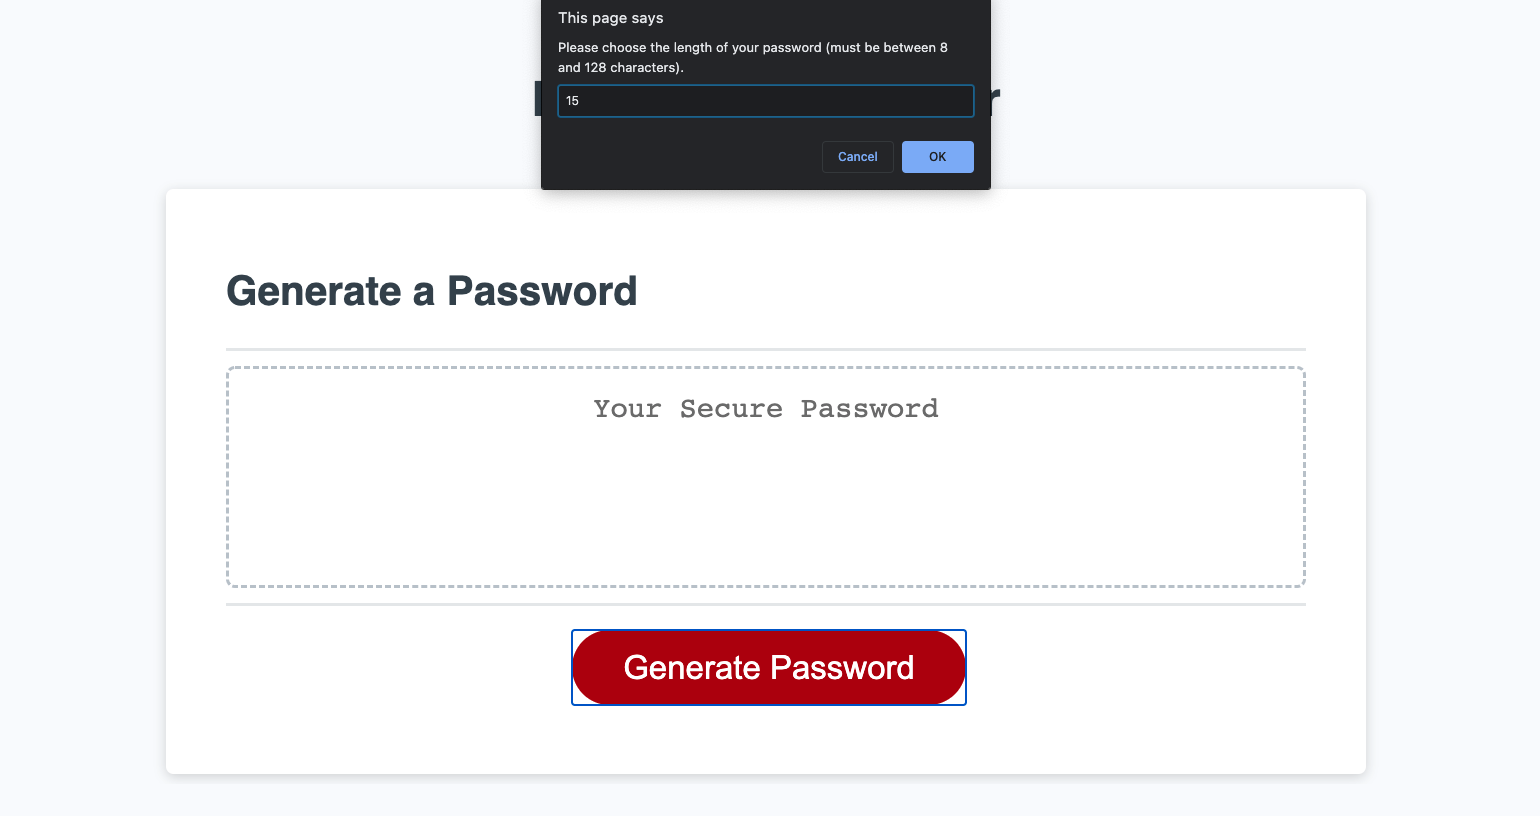 This page says
Please choose the length of your password (must be between 8
and 128 characters).
15
Cancel
OK
Generate a Password
Your Secure Password
Generate Password